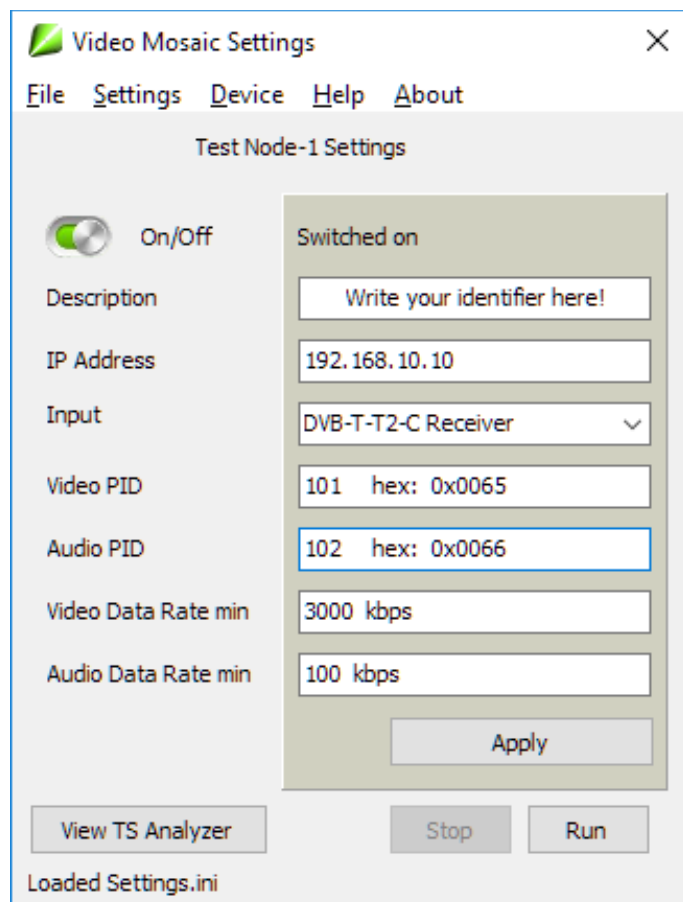 Video Mosaic Settings
File Settings Device Help About
Test Node-1 Settings
On/Off Switched on
Description Write your identifier here!
IP Address 192.168.10.10
Input DVB-T-T2-C Receiver
Video PID 101 hex: 0x0065
Audio PID 102 hex: 0x0066
Video Data Rate min 3000 kbps
Audio Data Rate min 100 kbps
Apply
View TS Analyzer Stop Run
Loaded Settings.ini